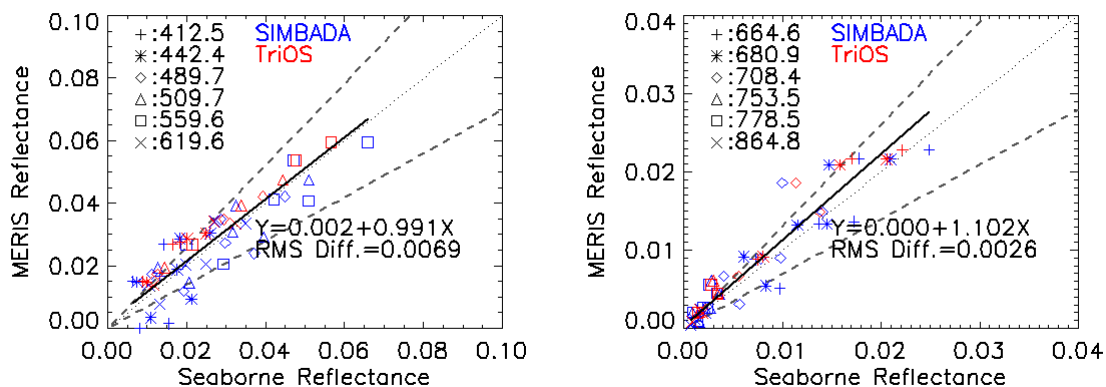 0.10
0.08
0.06
0.04
0.02
0.00
MERIS Reflectance
:412.5
:442.4
:489.7
:509.7
:559.6
:619.6
SIMBADA
TriOS
Y=0.002+0.991X
RMS Diff.=0.0069
0.00 0.02 0.04 0.06 0.08 0.10
Seaborne Reflectance
0.04
0.03
0.02
0.01
0.00
MERIS Reflectance
:664.6
:680.9
:708.4
:753.5
:778.5
:864.8
SIMBADA
TriOS
Y=0.000+1.102X
RMS Diff.=0.0026
0.00 0.01 0.02 0.03 0.04
Seaborne Reflectance